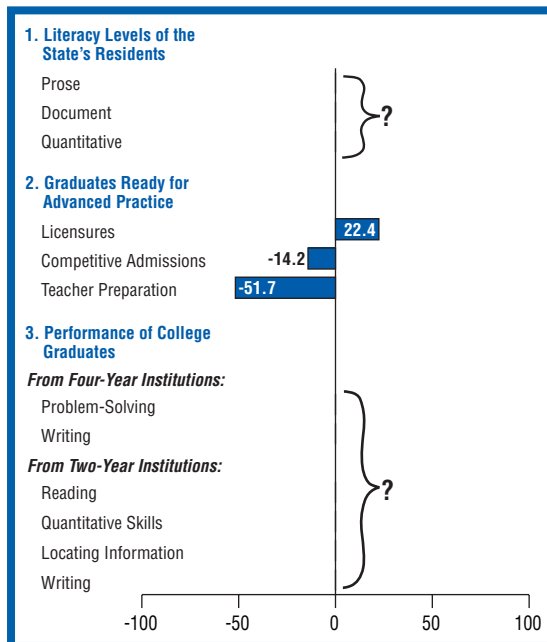 1. Literacy Levels of the
State's Residents
Prose
Document
Quantitative
?
2. Graduates Ready for
Advanced Practice
Licensures
22.4
Competitive Admissions
-14.2
Teacher Preparation
-51.7
3. Performance of College
Graduates
From Four-Year Institutions:
Problem-Solving
Writing
From Two-Year Institutions:
Reading
Quantitative Skills
Locating Information
Writing
?
-100 -50 0 50 100